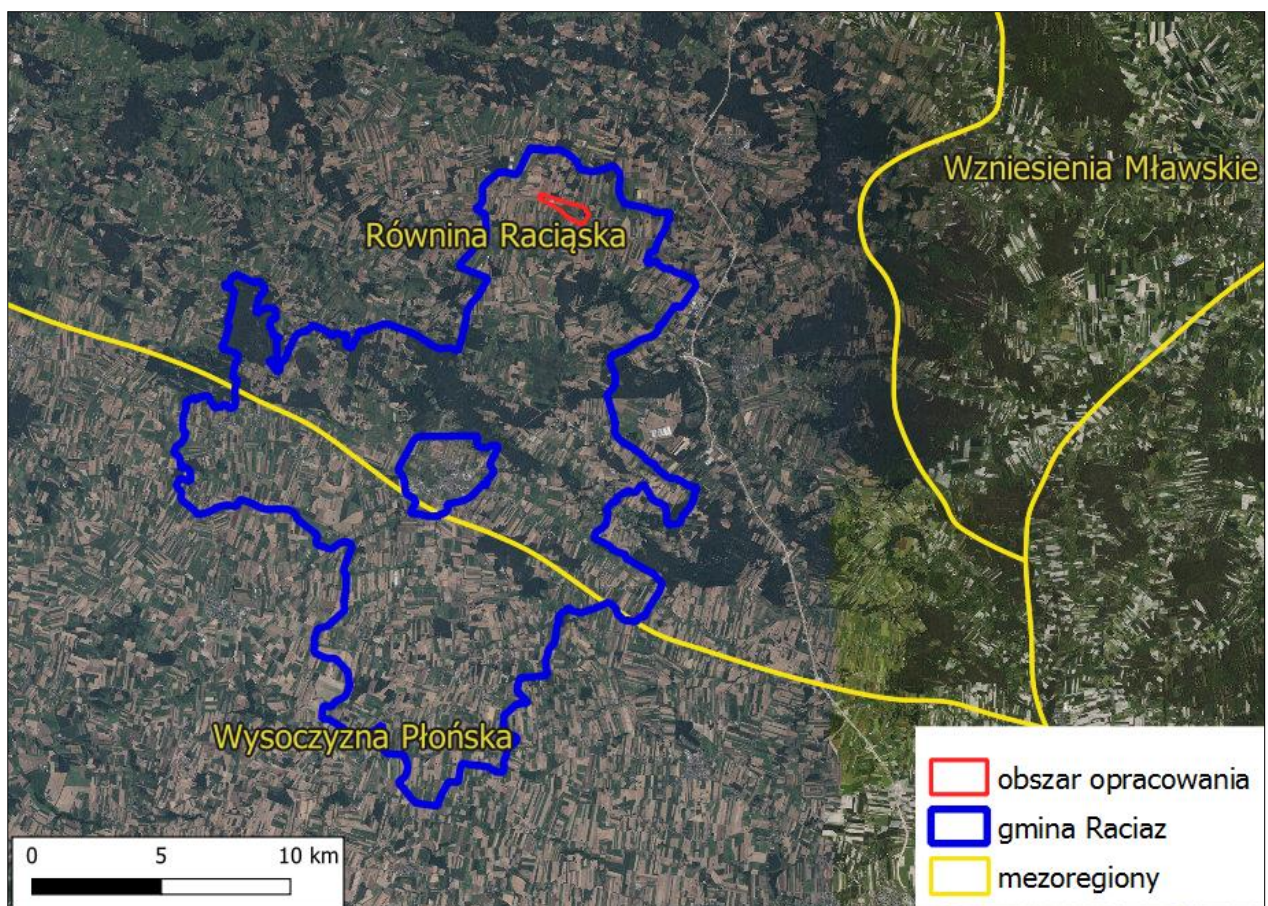 Wzniesienia Mławskie
Równina Raciąska
Wysoczyzna Płońska
obszar opracowania
gmina Raciaz
mezoregiony
0 5 10 km